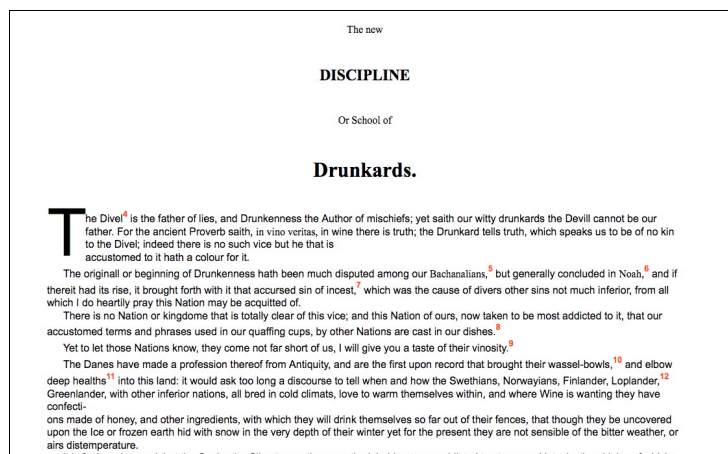 The new
DISCIPLINE
Or School of
Drunkards.
The Divel4 is the father of lies, and Drunkenness the Author of mischiefs; yet saith our witty drunkards the Devill cannot be our
father. For the ancient Proverb saith, in vino veritas, in wine there is truth; the Drunkard tells truth, which speaks us to be of no kin
to the Divel; indeed there is no such vice but he that is
accustomed to it hath a colour for it.
The originall or beginning of Drunkenness hath been much disputed among our Bachanalians,5 but generally concluded in Noah,6 and if
thereit had its rise, it brought forth with it that accursed sin of incest,7 which was the cause of divers other sins not much inferior, from all
which I do heartily pray this Nation may be acquitted of.
There is no Nation or kingdome that is totally clear of this vice; and this Nation of ours, now taken to be most addicted to it, that our
accustomed terms and phrases used in our quaffing cups, by other Nations are cast in our dishes.8
Yet to let those Nations know, they come not far short of us, I will give you a taste of their vinosity.9
The Danes have made a profession thereof from Antiquity, and are the first upon record that brought their wassel-bowls,10 and elbow
deep healths11 into this land: it would ask too long a discourse to tell when and how the Swethians, Norwayians, Finlander, Loplander,12
Greenlander, with other inferior nations, all bred in cold climats, love to warm themselves within, and where Wine is wanting they have
confecti-
ons made of honey, and other ingredients, with which they will drink themselves so far out of their fences, that though they be uncovered
upon the Ice or frozen earth hid with snow in the very depth of their winter yet for the present they are not sensible of the bitter weather, or
airs distemperature.